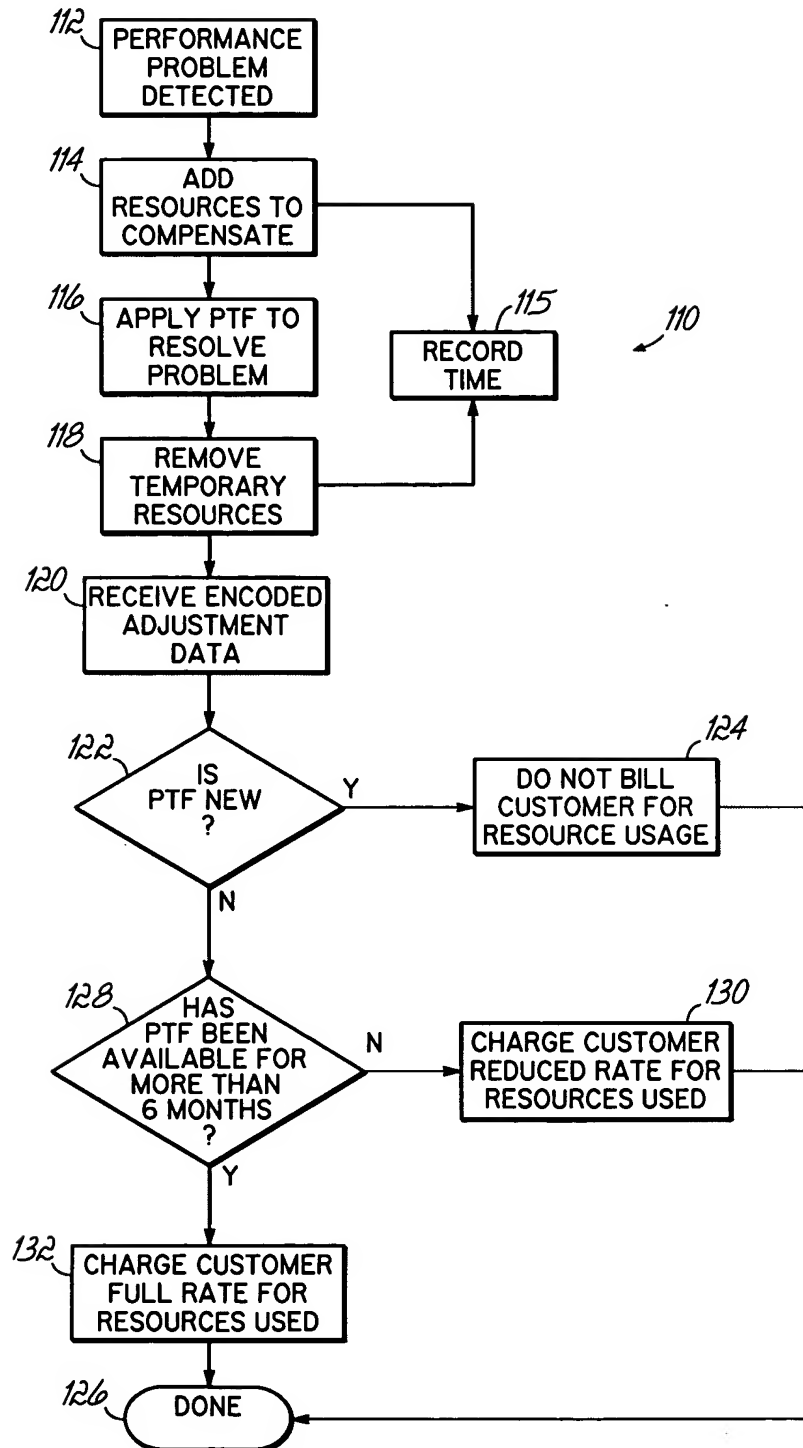 112
PERFORMANCE
PROBLEM
DETECTED
114
ADD
RESOURCES TO
COMPENSATE
116
APPLY PTF TO
RESOLVE
PROBLEM
115
RECORD
TIME
110
118
REMOVE
TEMPORARY
RESOURCES
120
RECEIVE ENCODED
ADJUSTMENT
DATA
122
IS
PTF NEW
?
Y
N
124
DO NOT BILL
CUSTOMER FOR
RESOURCE USAGE
128
HAS
PTF BEEN
AVAILABLE FOR
MORE THAN
6 MONTHS
?
N
Y
130
CHARGE CUSTOMER
REDUCED RATE FOR
RESOURCES USED
132
CHARGE CUSTOMER
FULL RATE FOR
RESOURCES USED
126
DONE